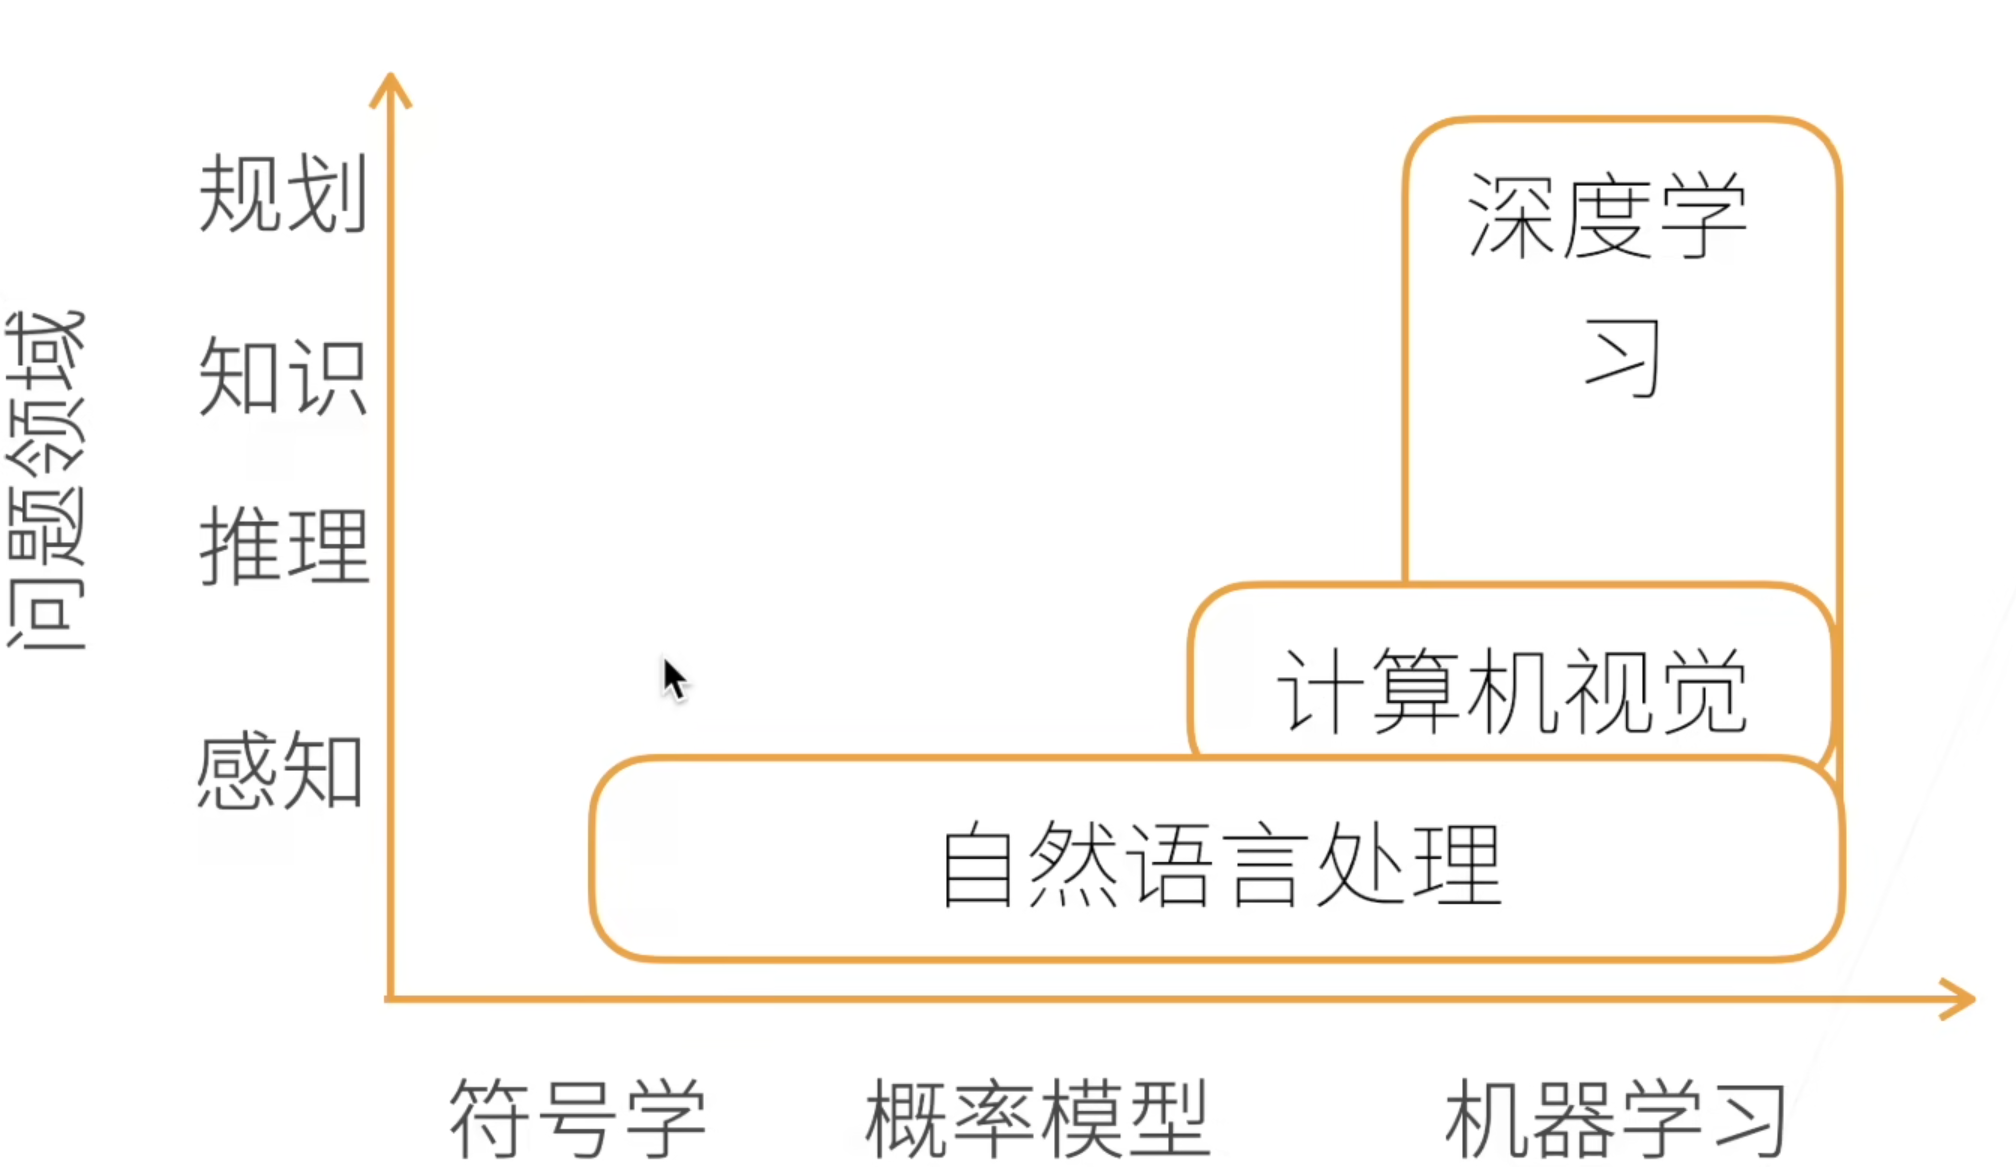 问题领域
规划
知识
推理
感知
深度学
习
计算机视觉
自然语言处理
符号学
概率模型
机器学习